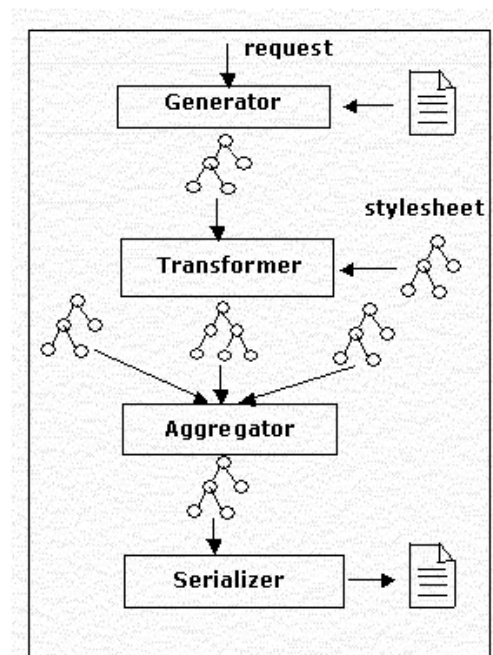 request
Generator
stylesheet
Transformer
Aggregator
Serializer